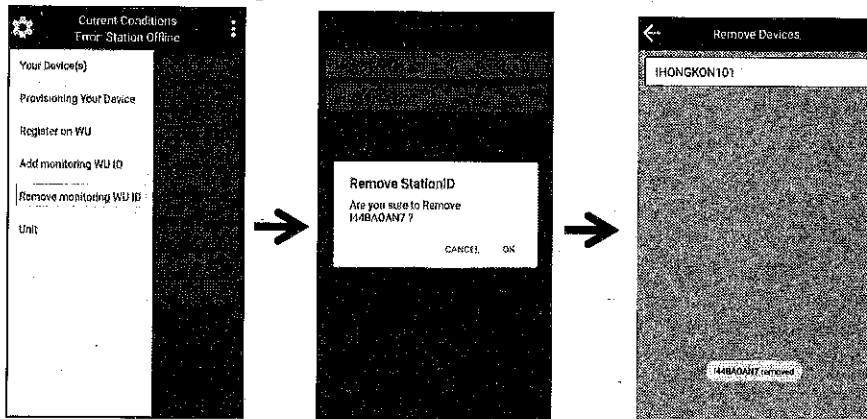 Current Conditions
Error: Station Offline
Your Device(s)
Provisioning Your Device
Register on WU
Add monitoring WU ID
Remove monitoring WU ID
Unit
Remove StationID
Are you sure to Remove
I44BAOAN7 ?
CANCEL OK
Remove Devices
IHONGKON101
I44BAOAN7 removed